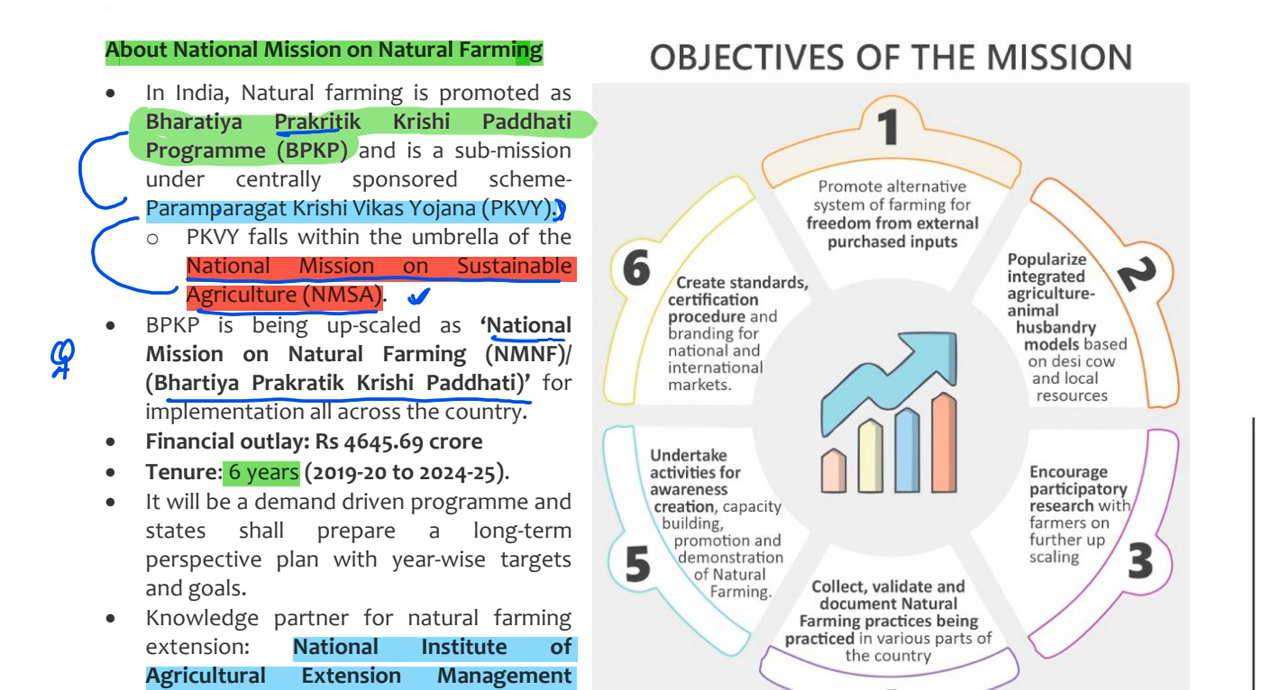 About National Mission on Natural Farming
• In India, Natural farming is promoted as
Bharatiya Prakritik Krishi Paddhati
Programme (BPKP) and is a sub-mission
under centrally sponsored scheme-
Paramparagat Krishi Vikas Yojana (PKVY).
o PKVY falls within the umbrella of the
National Mission on Sustainable
Agriculture (NMSA).
• BPKP is being up-scaled as ‘National
Mission on Natural Farming (NMNF)/
(Bhartiya Prakratik Krishi Paddhati)’ for
implementation all across the country.
• Financial outlay: Rs 4645.69 crore
• Tenure: 6 years (2019-20 to 2024-25).
• It will be a demand driven programme and
states shall prepare a long-term
perspective plan with year-wise targets
and goals.
• Knowledge partner for natural farming
extension: National Institute of
Agricultural Extension Management
OBJECTIVES OF THE MISSION
1
Promote alternative
system of farming for
freedom from external
purchased inputs
2
Popularize
integrated
agriculture-
animal
husbandry
models based
on desi cow
and local
resources
3
Encourage
participatory
research with
farmers on
further up
scaling
Collect, validate and
document Natural
Farming practices being
practiced in various parts of
the country
5
Undertake
activities for
awareness
creation, capacity
building,
promotion and
demonstration
of Natural
Farming.
6
Create standards,
certification
procedure and
branding for
national and
international
markets.